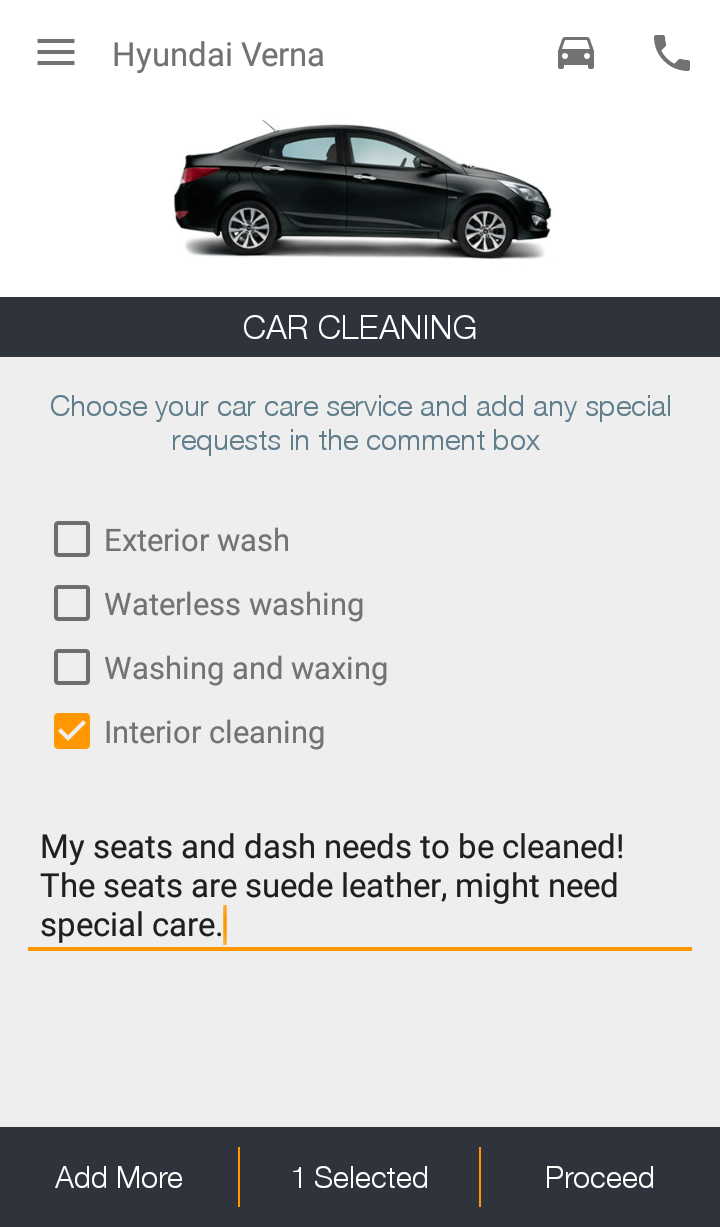 Hyundai Verna
CAR CLEANING
Choose your car care service and add any special
requests in the comment box
Exterior wash
Waterless washing
Washing and waxing
Interior cleaning
My seats and dash needs to be cleaned!
The seats are suede leather, might need
special care.
Add More
1 Selected
Proceed